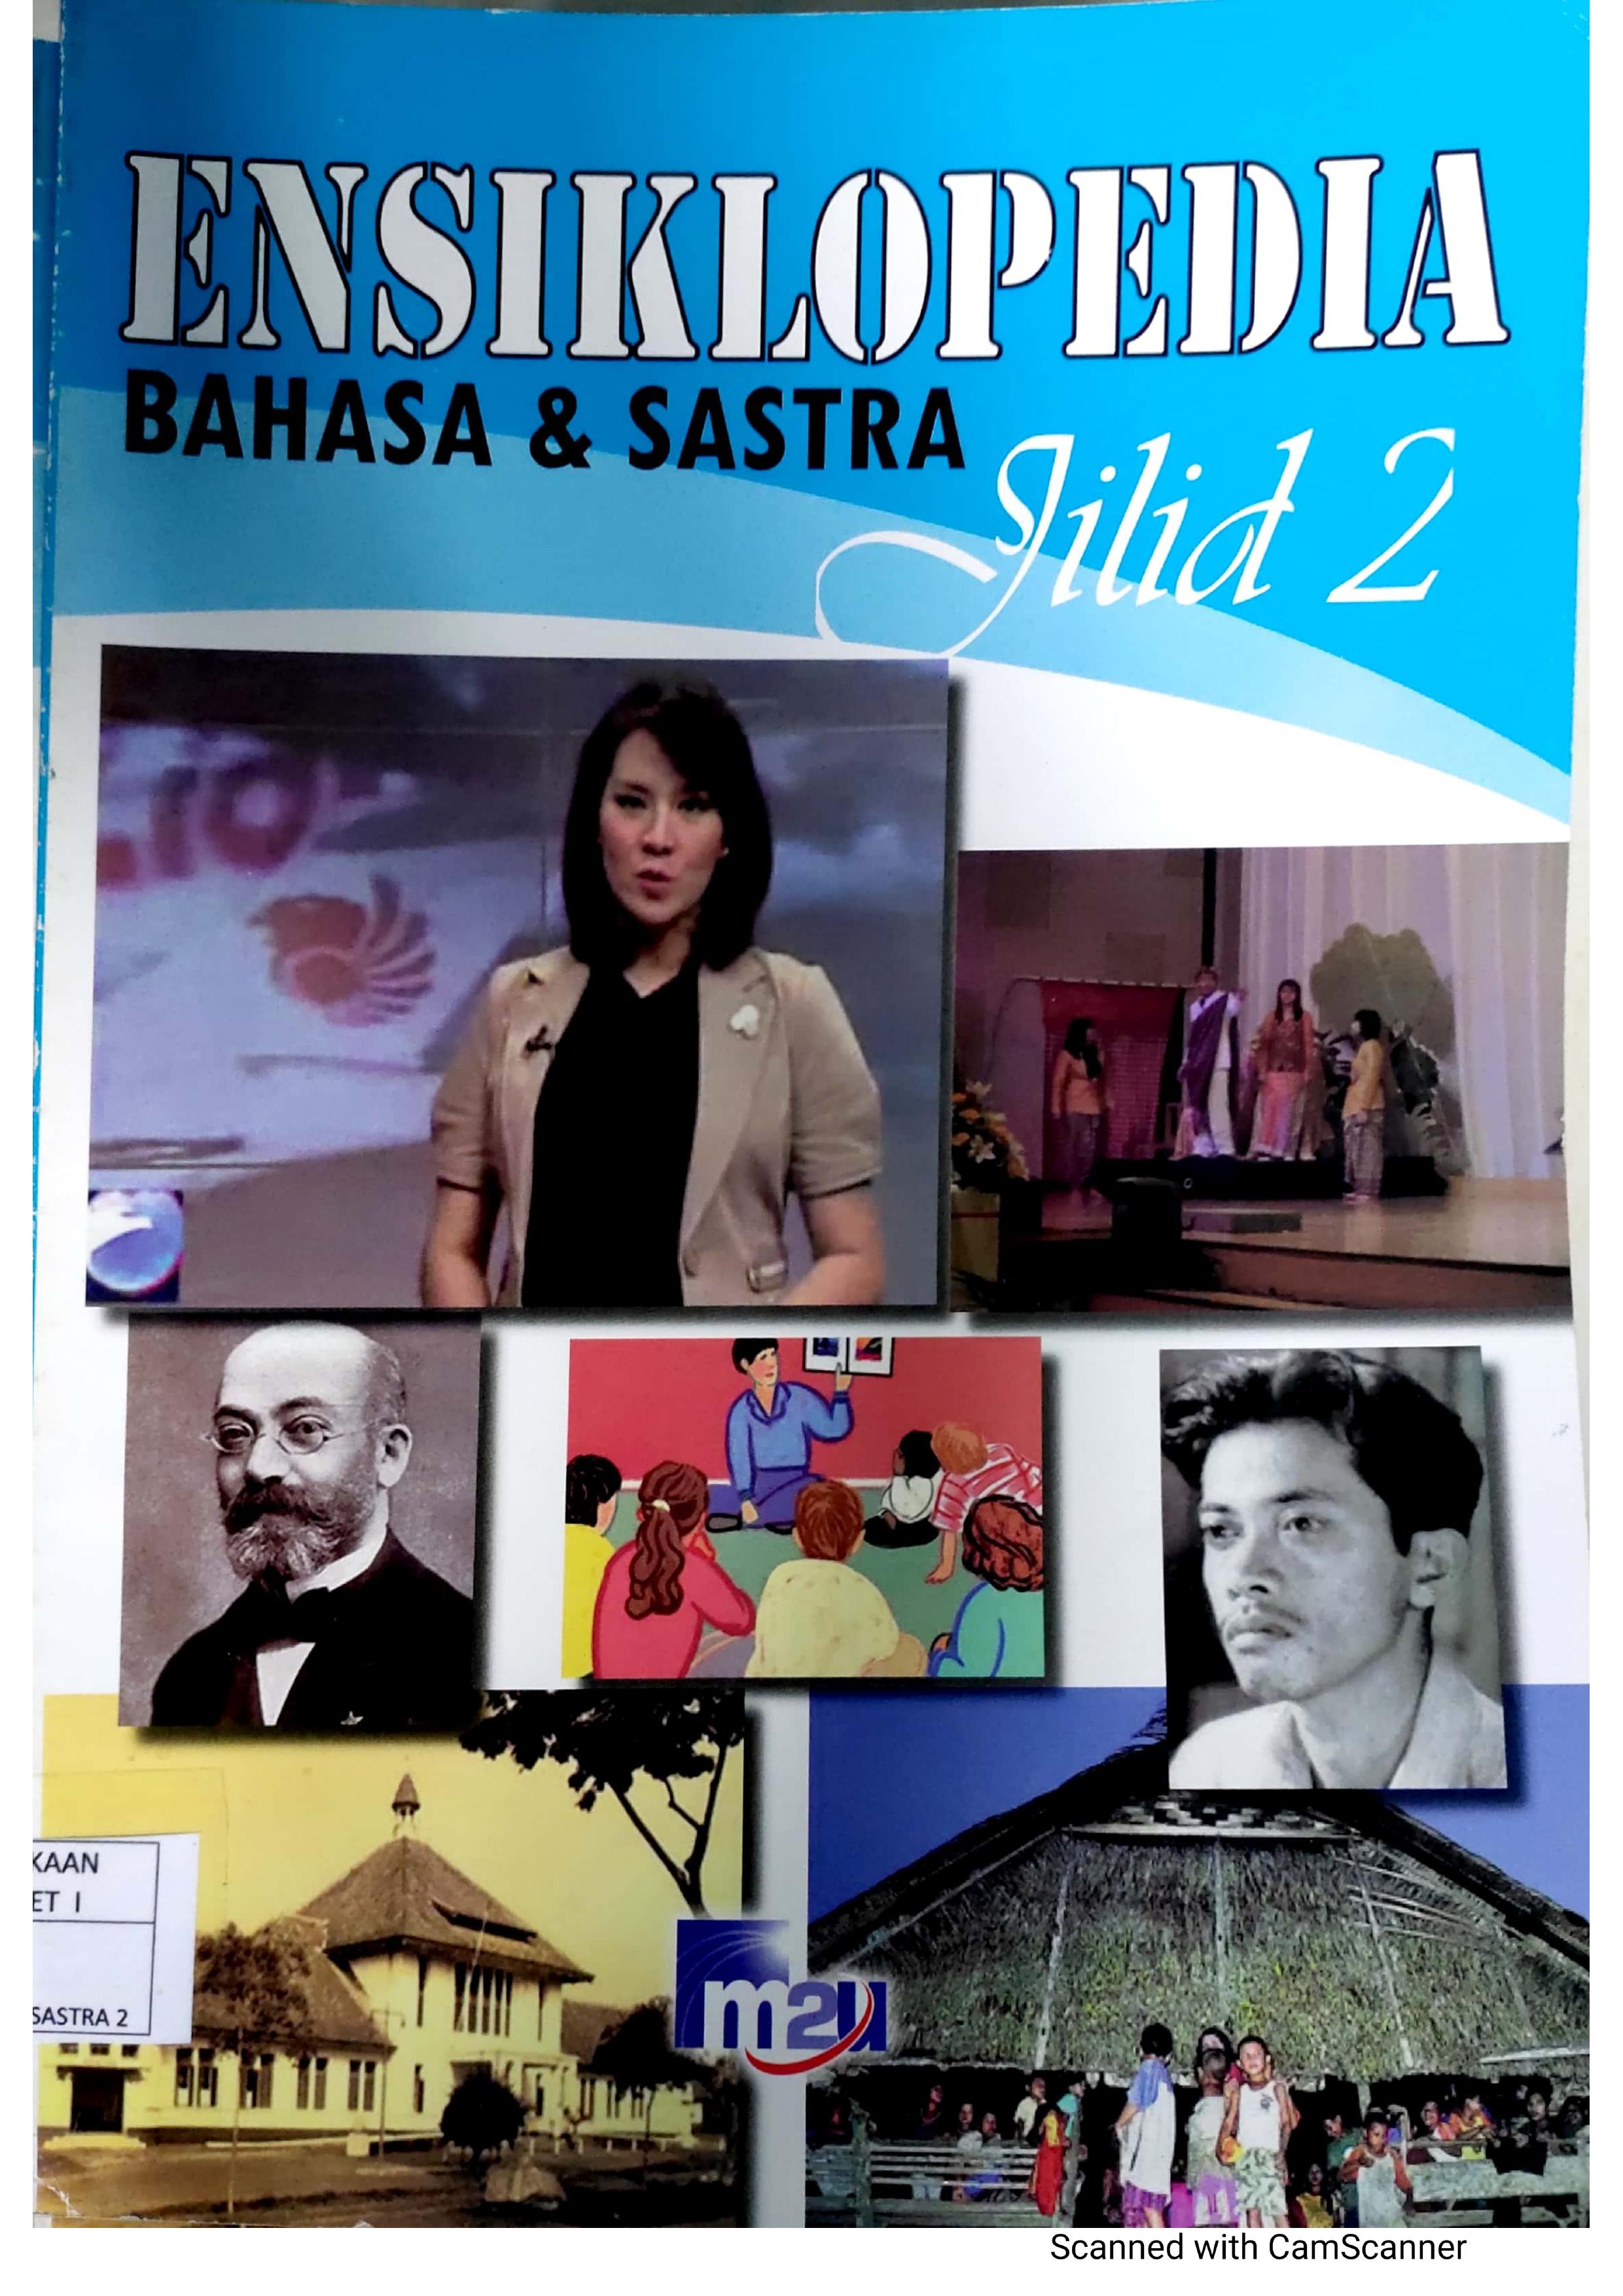 ENSIKLOPEDIA
BAHASA & SASTRA
Jilid 2
KAAN
ET I
SASTRA 2
m2u
Scanned with CamScanner